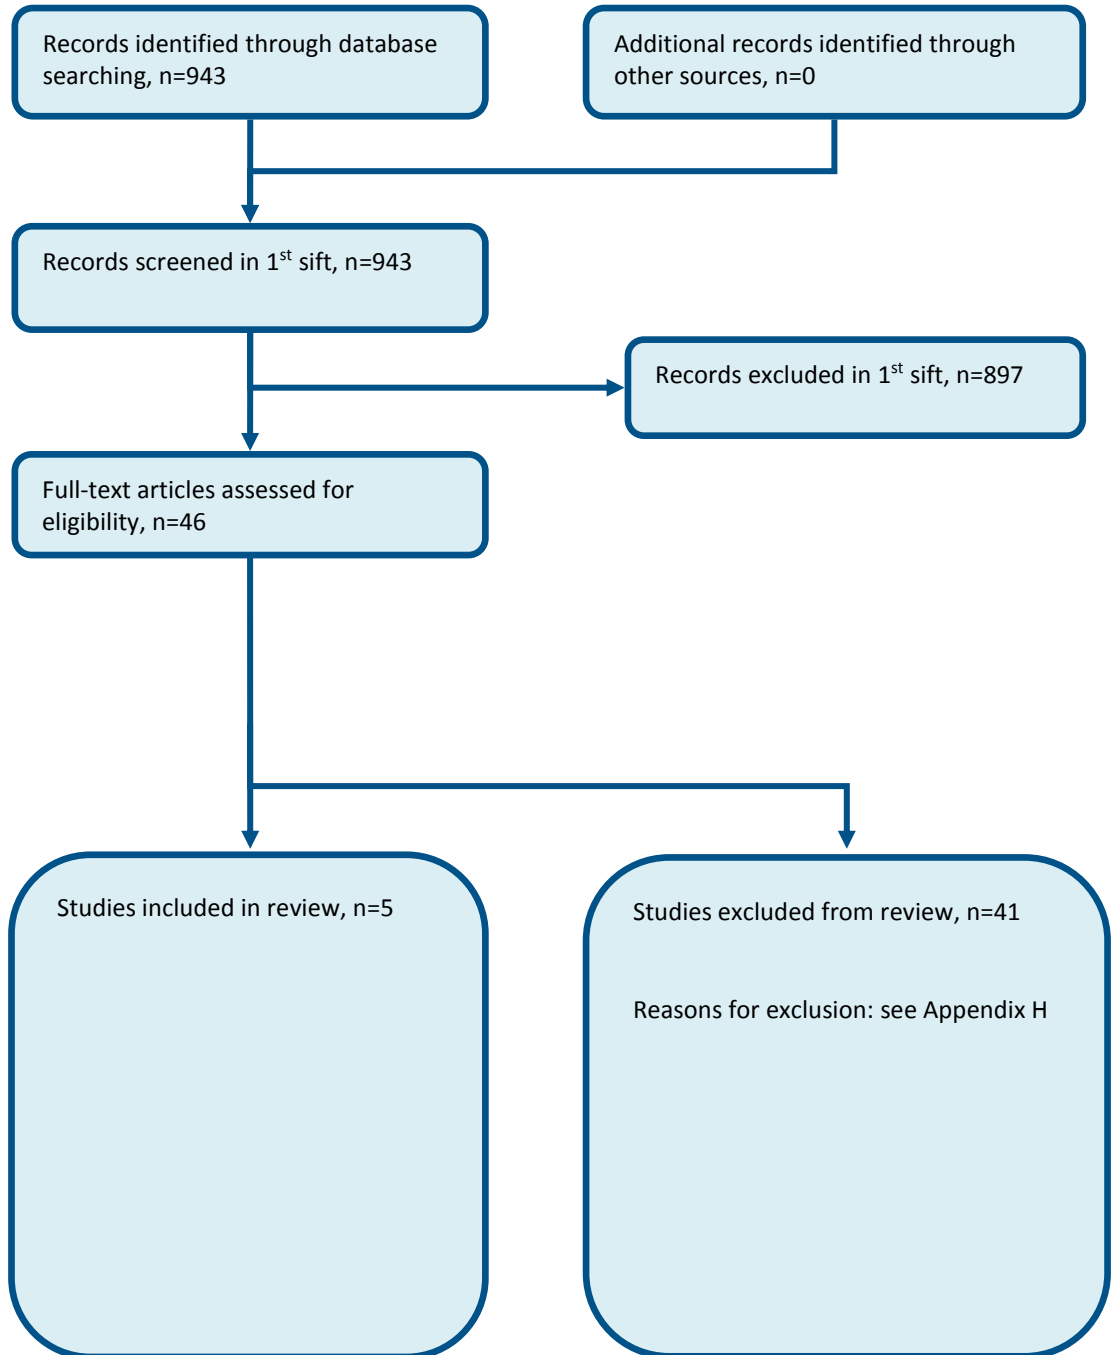 Records identified through database
searching, n=943
Additional records identified through
other sources, n=0
Records screened in 1st sift, n=943
Records excluded in 1st sift, n=897
Full-text articles assessed for
eligibility, n=46
Studies included in review, n=5
Studies excluded from review, n=41
Reasons for exclusion: see Appendix H